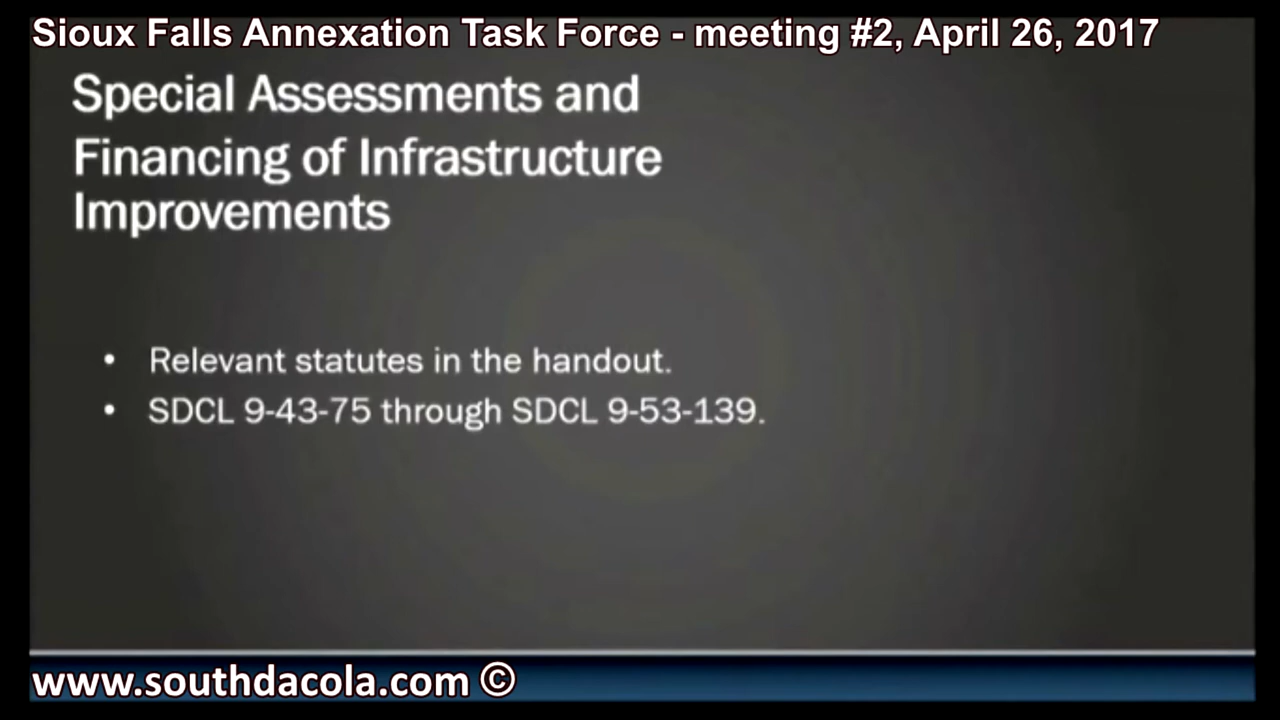 Sioux Falls Annexation Task Force - meeting #2, April 26, 2017
Special Assessments and
Financing of Infrastructure
Improvements
• Relevant statutes in the handout.
• SDCL 9-43-75 through SDCL 9-53-139.
www.southdacola.com ©